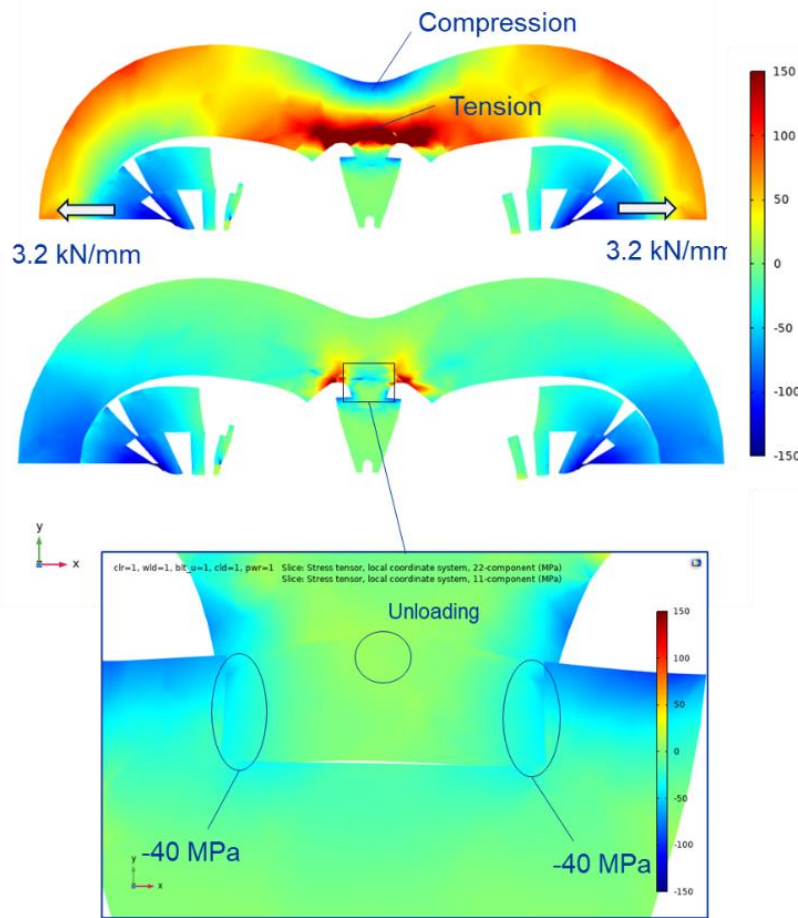 Compression
Tension
3.2 kN/mm
3.2 kN/mm
150
100
50
0
-50
-100
-150
y
x
clr=1, wld=1, blt_u=1, cld=1, pwr=1 Slice: Stress tensor, local coordinate system, 22-component (MPa)
Slice: Stress tensor, local coordinate system, 11-component (MPa)
Unloading
150
100
50
0
-50
-100
-150
-40 MPa
-40 MPa
y
x